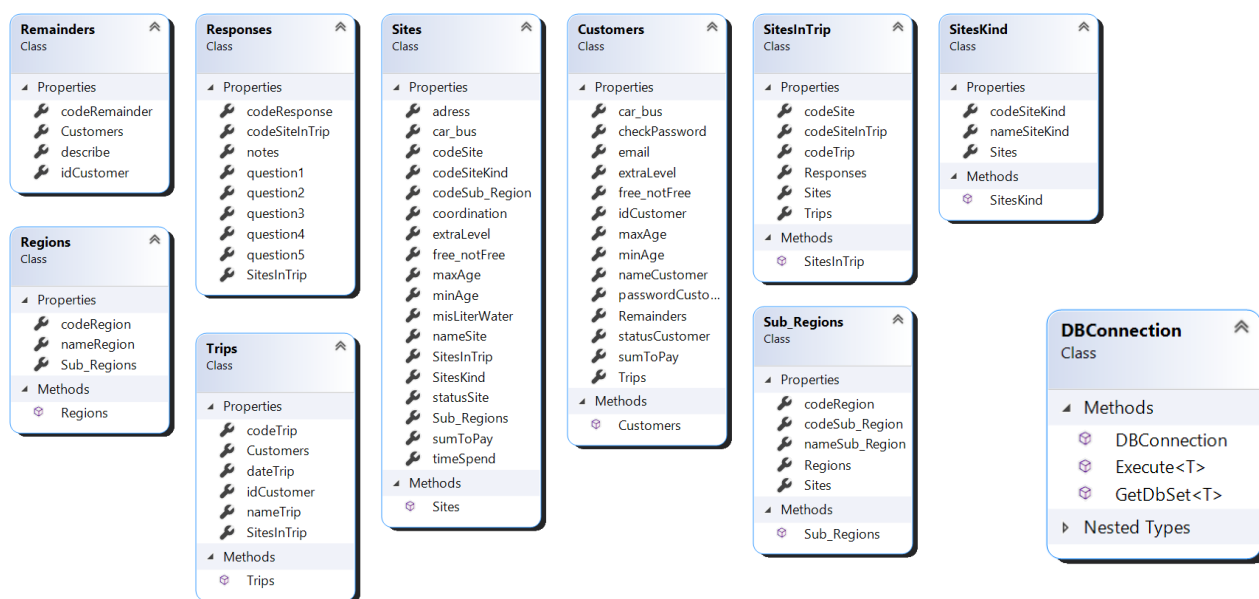 Remainders
Class
Properties
codeRemainder
Customers
describe
idCustomer
Regions
Class
Properties
codeRegion
nameRegion
Sub_Regions
Methods
Regions
Responses
Class
Properties
codeResponse
codeSiteInTrip
notes
question1
question2
question3
question4
question5
SitesInTrip
Trips
Class
Properties
codeTrip
Customers
dateTrip
idCustomer
nameTrip
SitesInTrip
Methods
Trips
Sites
Class
Properties
adress
car_bus
codeSite
codeSiteKind
codeSub_Region
coordination
extraLevel
free_notFree
maxAge
minAge
misLiterWater
nameSite
SitesInTrip
SitesKind
statusSite
Sub_Regions
sumToPay
timeSpend
Methods
Sites
Customers
Class
Properties
car_bus
checkPassword
email
extraLevel
free_notFree
idCustomer
maxAge
minAge
nameCustomer
passwordCusto...
Remainders
statusCustomer
sumToPay
Trips
Methods
Customers
SitesInTrip
Class
Properties
codeSite
codeSiteInTrip
codeTrip
Responses
Sites
Trips
Methods
SitesInTrip
Sub_Regions
Class
Properties
codeRegion
codeSub_Region
nameSub_Region
Regions
Sites
Methods
Sub_Regions
SitesKind
Class
Properties
codeSiteKind
nameSiteKind
Sites
Methods
SitesKind
DBConnection
Class
Methods
DBConnection
Execute<T>
GetDbSet<T>
Nested Types